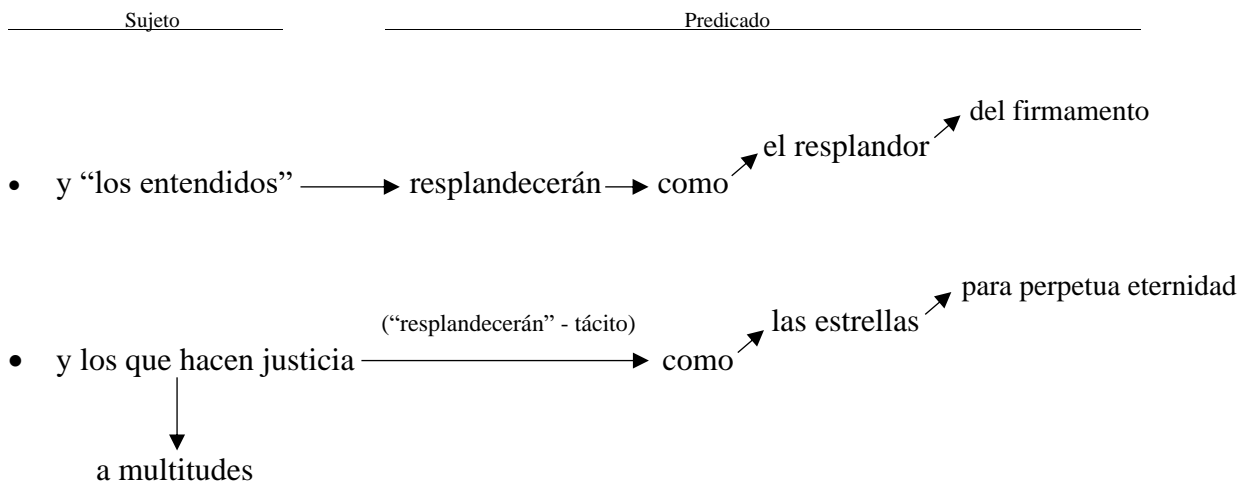 Sujeto Predicado
del firmamento
el resplandor
• y “los entendidos” resplandecerán como
para perpetua eternidad
(“resplandecerán” - tácito) las estrellas
• y los que hacen justicia como
a multitudes